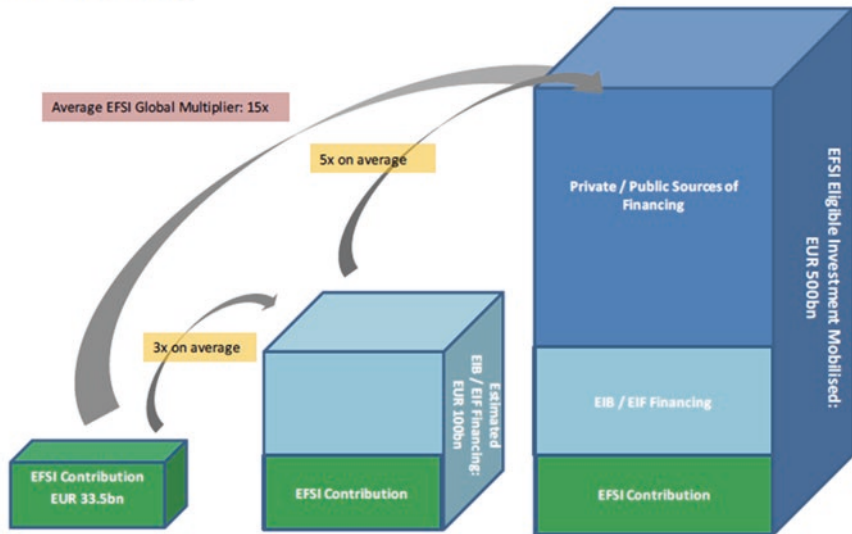 Average EFSI Global Multiplier: 15x
5x on average
3x on average
EFSI Contribution
EUR 33.5bn
Estimated
EIB / EIF Financing:
EUR 100bn
EFSI Contribution
Private / Public Sources of
Financing
EIB / EIF Financing
EFSI Contribution
EFSI Eligible Investment Mobilised:
EUR 500bn